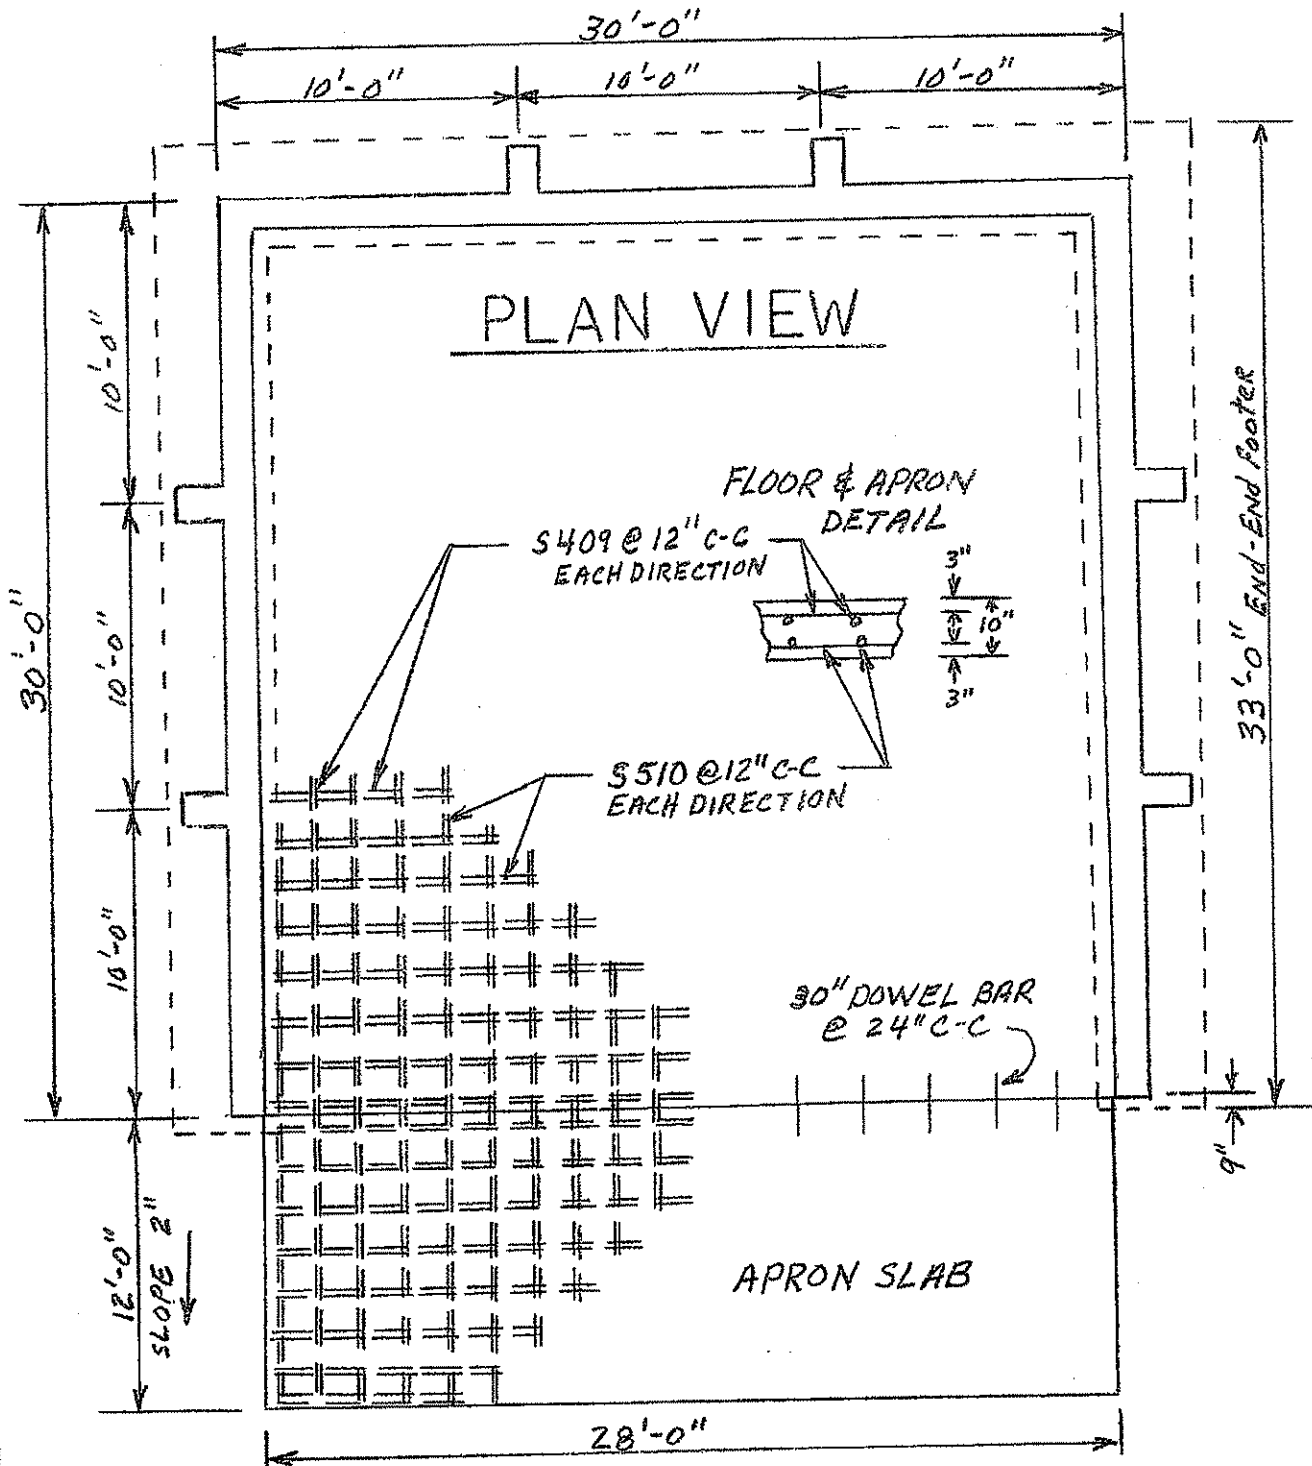 30'-0"
10'-0"
10'-0"
10'-0"
PLAN VIEW
10'-0"
10'-0"
10'-0"
30'-0"
FLOOR & APRON
DETAIL
S409 @ 12" C-C
EACH DIRECTION
3"
10"
3"
S510 @ 12" C-C
EACH DIRECTION
33'-0" End-End Footer
30" DOWEL BAR
@ 24" C-C
9"
12'-0"
SLOPE 2"
APRON SLAB
28'-0"